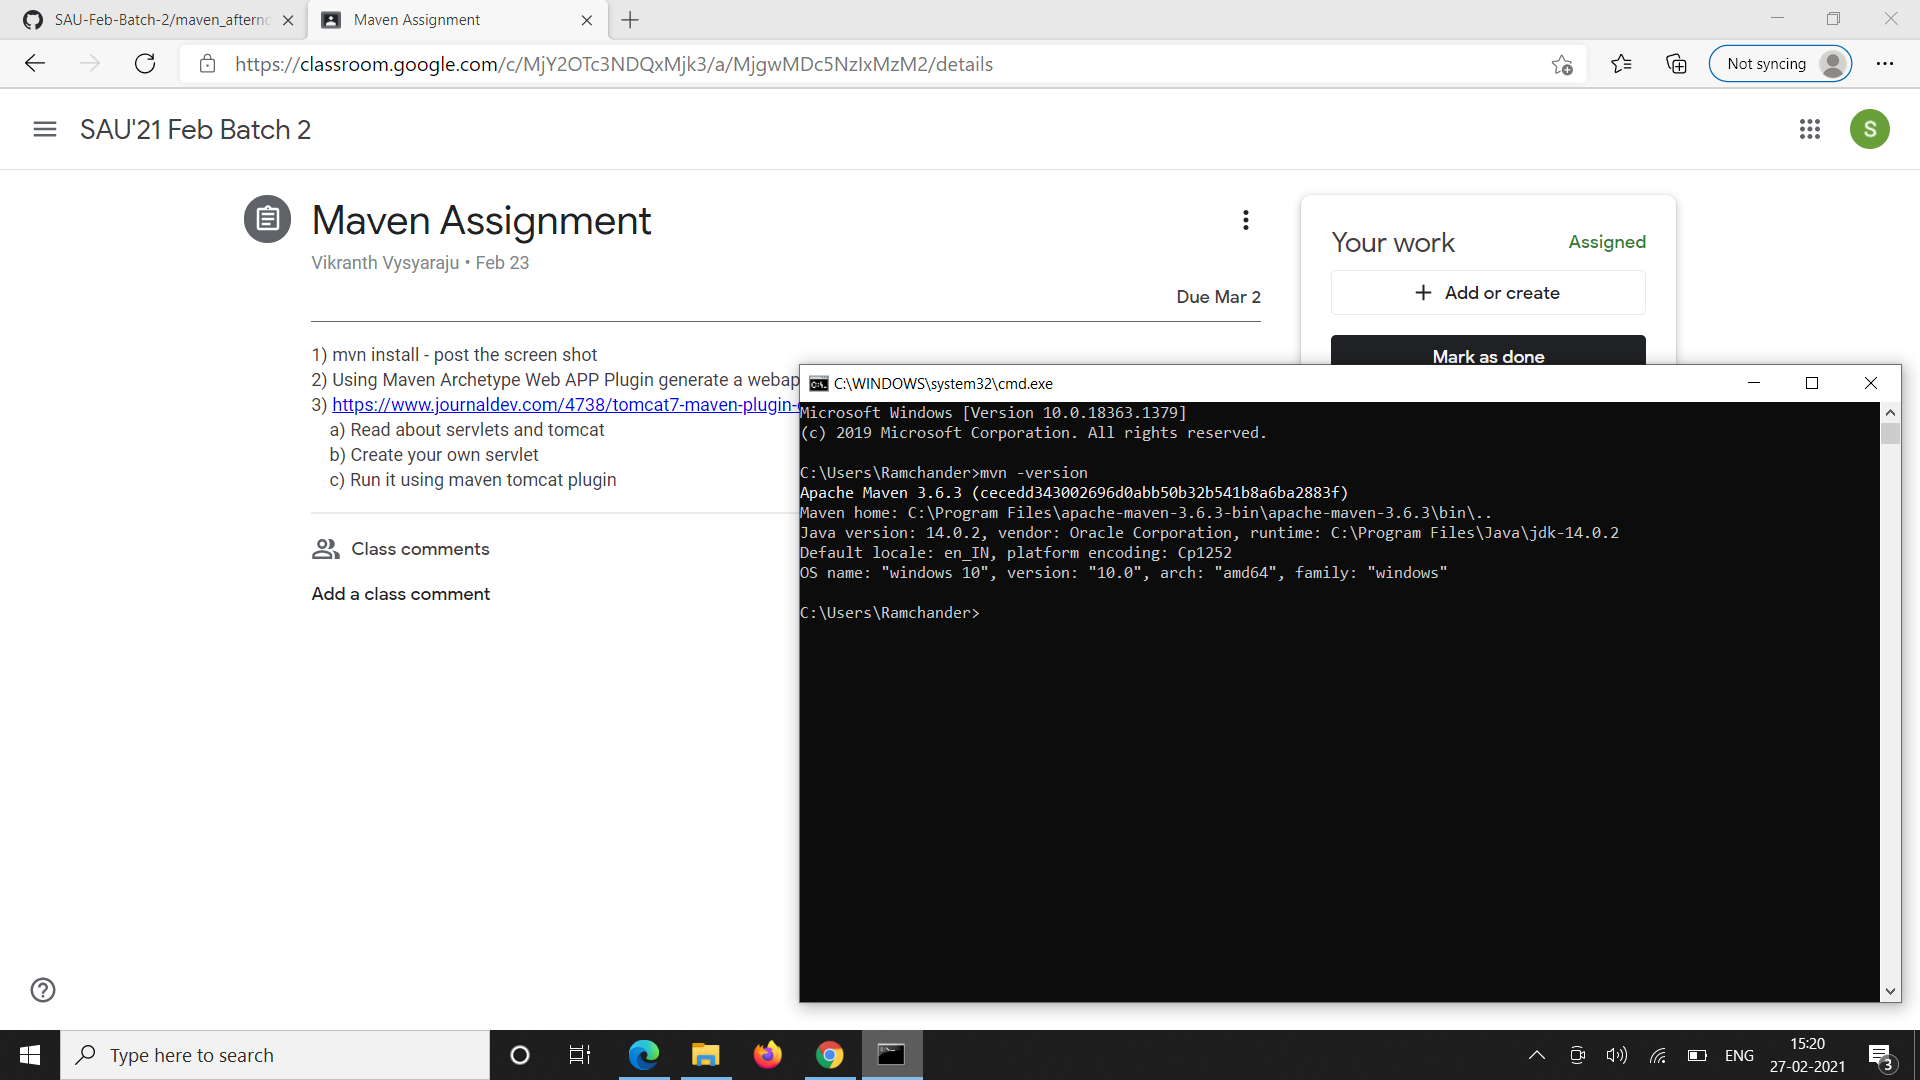 SAU-Feb-Batch-2/maven_aftern
Maven Assignment
https://classroom.google.com/c/MjY2OTc3NDQxMjk3/a/MjgwMDc5NzIxMzM2/details
Not syncing
SAU'21 Feb Batch 2
S
Maven Assignment
Vikranth Vysyaraju • Feb 23
Due Mar 2
1) mvn install - post the screen shot
2) Using Maven Archetype Web APP Plugin generate a webap
3) https://www.journaldev.com/4738/tomcat7-maven-plugin-
a) Read about servlets and tomcat
b) Create your own servlet
c) Run it using maven tomcat plugin
Class comments
Add a class comment
Your work
Assigned
+ Add or create
Mark as done
C:\WINDOWS\system32\cmd.exe
Microsoft Windows [Version 10.0.18363.1379]
(c) 2019 Microsoft Corporation. All rights reserved.
C:\Users\Ramchander>mvn -version
Apache Maven 3.6.3 (cecedd343002696d0abb50b32b541b8a6ba2883f)
Maven home: C:\Program Files\apache-maven-3.6.3-bin\apache-maven-3.6.3\bin\..
Java version: 14.0.2, vendor: Oracle Corporation, runtime: C:\Program Files\Java\jdk-14.0.2
Default locale: en_IN, platform encoding: Cp1252
OS name: "windows 10", version: "10.0", arch: "amd64", family: "windows"
C:\Users\Ramchander>
Type here to search
ENG
15:20
27-02-2021
3